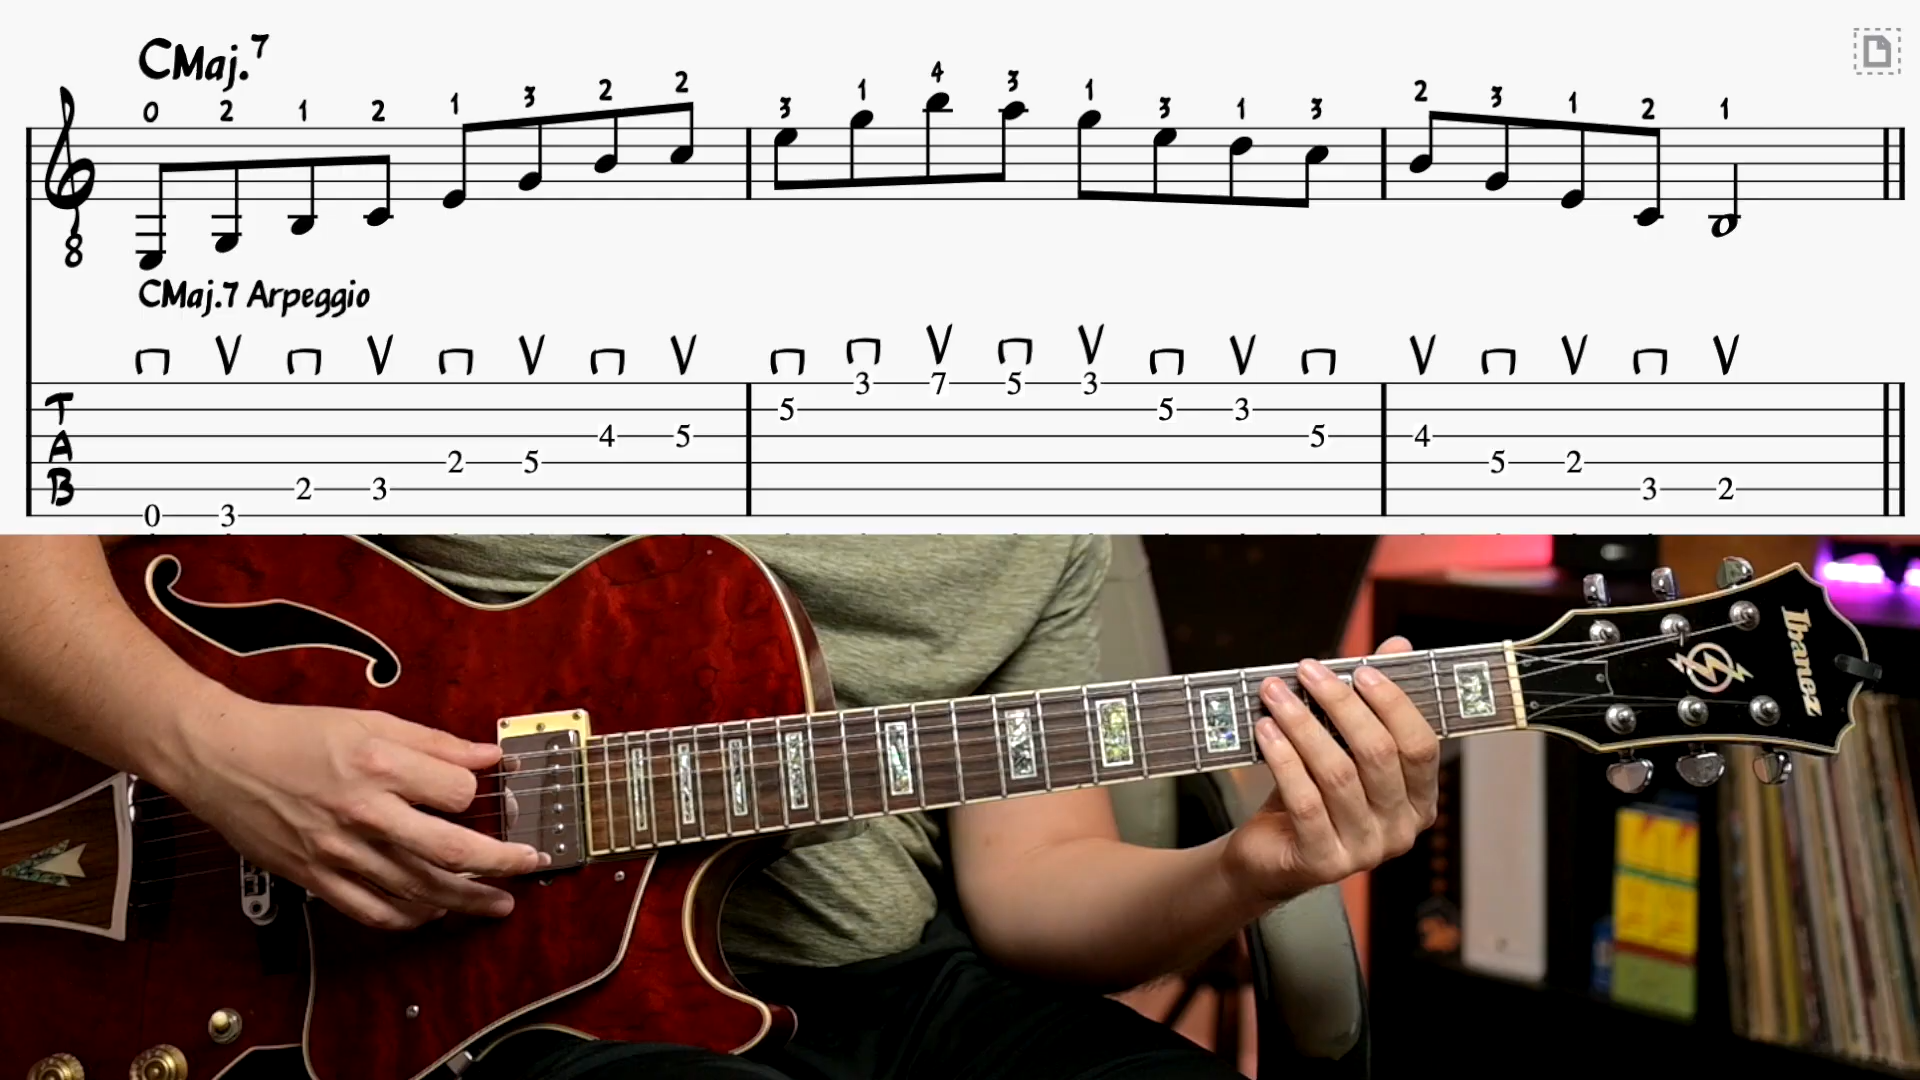 CMaj.7
0 2 1 2 1 3 2 2 3 1 4 3 1 3 1 3 2 3 1 2 1
8
CMaj.7 Arpeggio
T
A
B
3 7 5 3
5 5 3
4 5 5 4
2 5 5 2
2 3 3 2
0 3
Ibanez